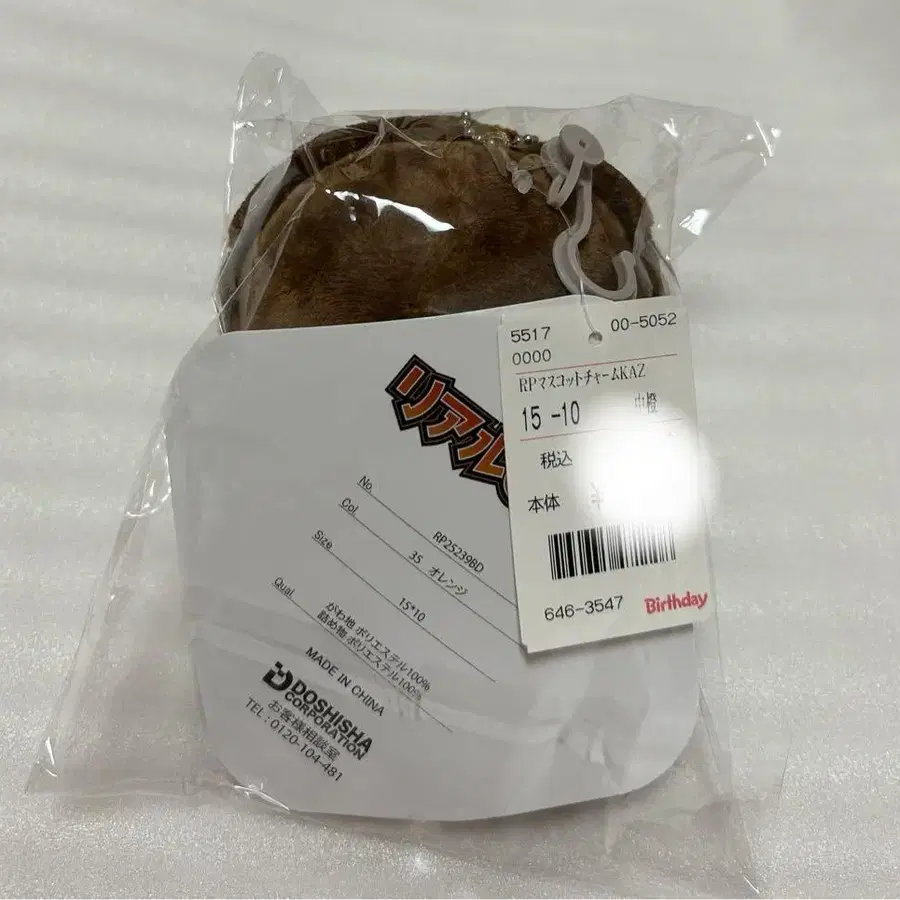 5517
00-5052
0000
RPマスコットチャームKAZ
15-10
中橙
税込
本体 ¥
646-3547
Birthday
リアル
No.
RP25239BD
Col.
35 オレンジ
Size
15*10
Qual
がわ地 ポリエステル100%
詰め物 ポリエステル100%
MADE IN CHINA
DOSHISHA
CORPORATION
お客様相談室
TEL:0120-104-481